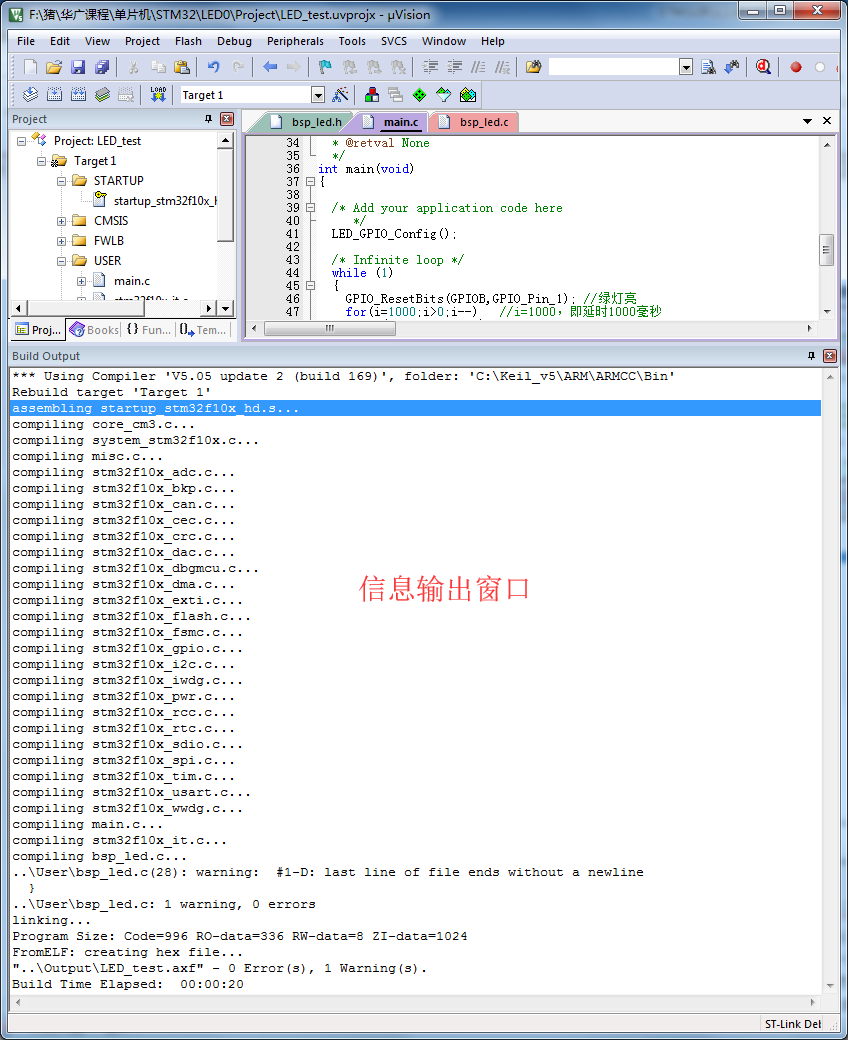 F:\猪\华广课程\单片机\STM32\LED0\Project\LED_test.uvprojx - µVision
File Edit View Project Flash Debug Peripherals Tools SVCS Window Help
LOAD Target 1
Project
bsp_led.h main.c bsp_led.c
Project: LED_test
Target 1
STARTUP
startup_stm32f10x_h
CMSIS
FWLB
USER
main.c
stm32f10x_it.c
Proj... Books {} Fun... Tem...
34 * @retval None
35 */
36 int main(void)
37 {
38
39 /* Add your application code here
40 */
41 LED_GPIO_Config();
42
43 /* Infinite loop */
44 while (1)
45 {
46 GPIO_ResetBits(GPIOB,GPIO_Pin_1); //绿灯亮
47 for(i=1000;i>0;i--) //i=1000，即延时1000毫秒
Build Output
*** Using Compiler 'V5.05 update 2 (build 169)', folder: 'C:\Keil_v5\ARM\ARMCC\Bin'
Rebuild target 'Target 1'
assembling startup_stm32f10x_hd.s...
compiling core_cm3.c...
compiling system_stm32f10x.c...
compiling misc.c...
compiling stm32f10x_adc.c...
compiling stm32f10x_bkp.c...
compiling stm32f10x_can.c...
compiling stm32f10x_cec.c...
compiling stm32f10x_crc.c...
compiling stm32f10x_dac.c...
compiling stm32f10x_dbgmcu.c...
compiling stm32f10x_dma.c...
compiling stm32f10x_exti.c...
compiling stm32f10x_flash.c...
compiling stm32f10x_fsmc.c...
compiling stm32f10x_gpio.c...
compiling stm32f10x_i2c.c...
compiling stm32f10x_iwdg.c...
compiling stm32f10x_pwr.c...
compiling stm32f10x_rcc.c...
compiling stm32f10x_rtc.c...
compiling stm32f10x_sdio.c...
compiling stm32f10x_spi.c...
compiling stm32f10x_tim.c...
compiling stm32f10x_usart.c...
compiling stm32f10x_wwdg.c...
compiling main.c...
compiling stm32f10x_it.c...
compiling bsp_led.c...
..\User\bsp_led.c(28): warning: #1-D: last line of file ends without a newline
}
..\User\bsp_led.c: 1 warning, 0 errors
linking...
Program Size: Code=996 RO-data=336 RW-data=8 ZI-data=1024
FromELF: creating hex file...
"..\Output\LED_test.axf" - 0 Error(s), 1 Warning(s).
Build Time Elapsed: 00:00:20
信息输出窗口
ST-Link Deb